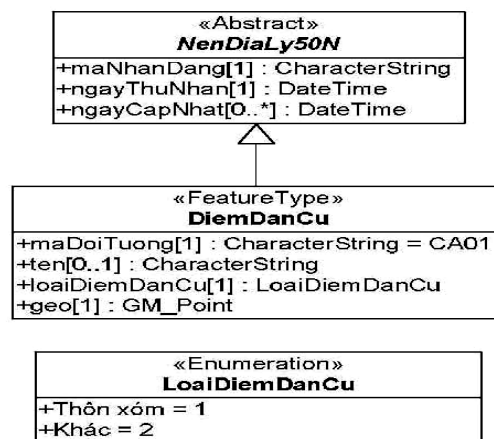 «Abstract»
NenDiaLy50N
+maNhanDang[1] : CharacterString
+ngayThuNhan[1] : DateTime
+ngayCapNhat[0..*] : DateTime
«FeatureType»
DiemDanCu
+maDoiTuong[1] : CharacterString = CA01
+ten[0..1] : CharacterString
+loaiDiemDanCu[1] : LoaiDiemDanCu
+geo[1] : GM_Point
«Enumeration»
LoaiDiemDanCu
+Thôn xóm = 1
+Khác = 2